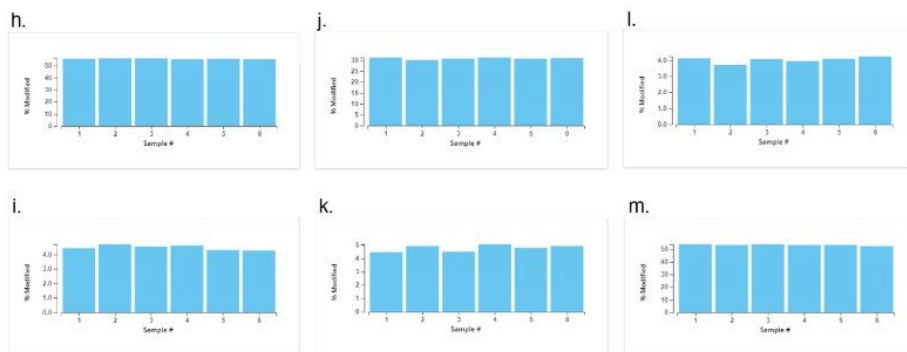 h.
% Modified
50
40
30
20
10
0
1 2 3 4 5 6
Sample #
j.
% Modified
30
25
20
15
10
5
0
1 2 3 4 5 6
Sample #
l.
% Modified
4.0
3.0
2.0
1.0
0.0
1 2 3 4 5 6
Sample #
i.
% Modified
4.0
3.0
2.0
1.0
0.0
1 2 3 4 5 6
Sample #
k.
% Modified
5
4
3
2
1
0
1 2 3 4 5 6
Sample #
m.
% Modified
50
40
30
20
10
0
1 2 3 4 5 6
Sample #